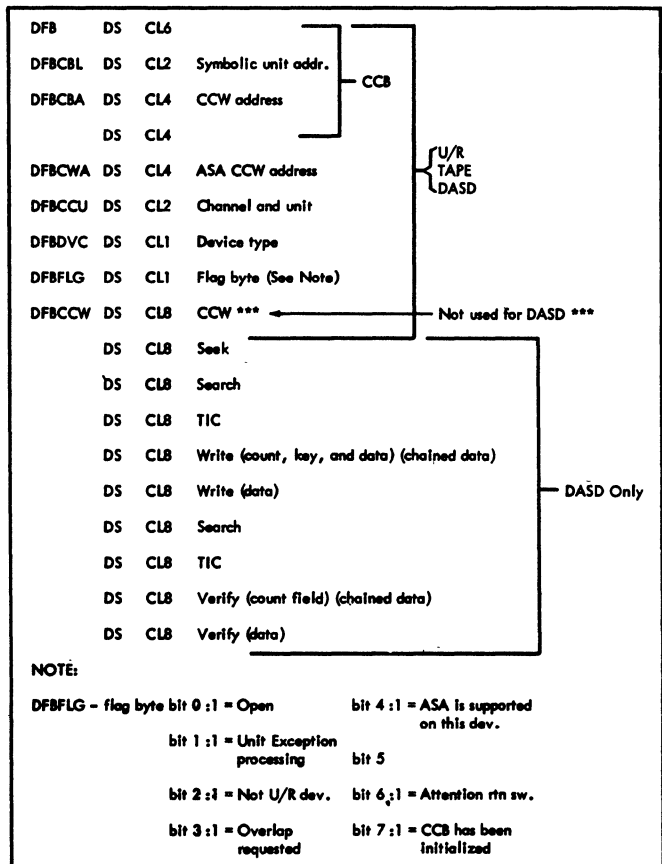 DFB DS CL6
DFBCBL DS CL2 Symbolic unit addr.
CCB
DFBCBA DS CL4 CCW address
DS CL4
DFBCWA DS CL4 ASA CCW address
U/R
TAPE
DASD
DFBCCU DS CL2 Channel and unit
DFBDVC DS CL1 Device type
DFBFLG DS CL1 Flag byte (See Note)
DFBCCW DS CL8 CCW *** Not used for DASD ***
DS CL8 Seek
DS CL8 Search
DS CL8 TIC
DS CL8 Write (count, key, and data) (chained data)
DS CL8 Write (data)
DASD Only
DS CL8 Search
DS CL8 TIC
DS CL8 Verify (count field) (chained data)
DS CL8 Verify (data)
NOTE:
DFBFLG - flag byte bit 0 :1 = Open bit 4 :1 = ASA is supported
on this dev.
bit 1 :1 = Unit Exception
processing bit 5
bit 2 :1 = Not U/R dev. bit 6 :1 = Attention rtn sw.
bit 3 :1 = Overlap bit 7 :1 = CCB has been
requested initialized